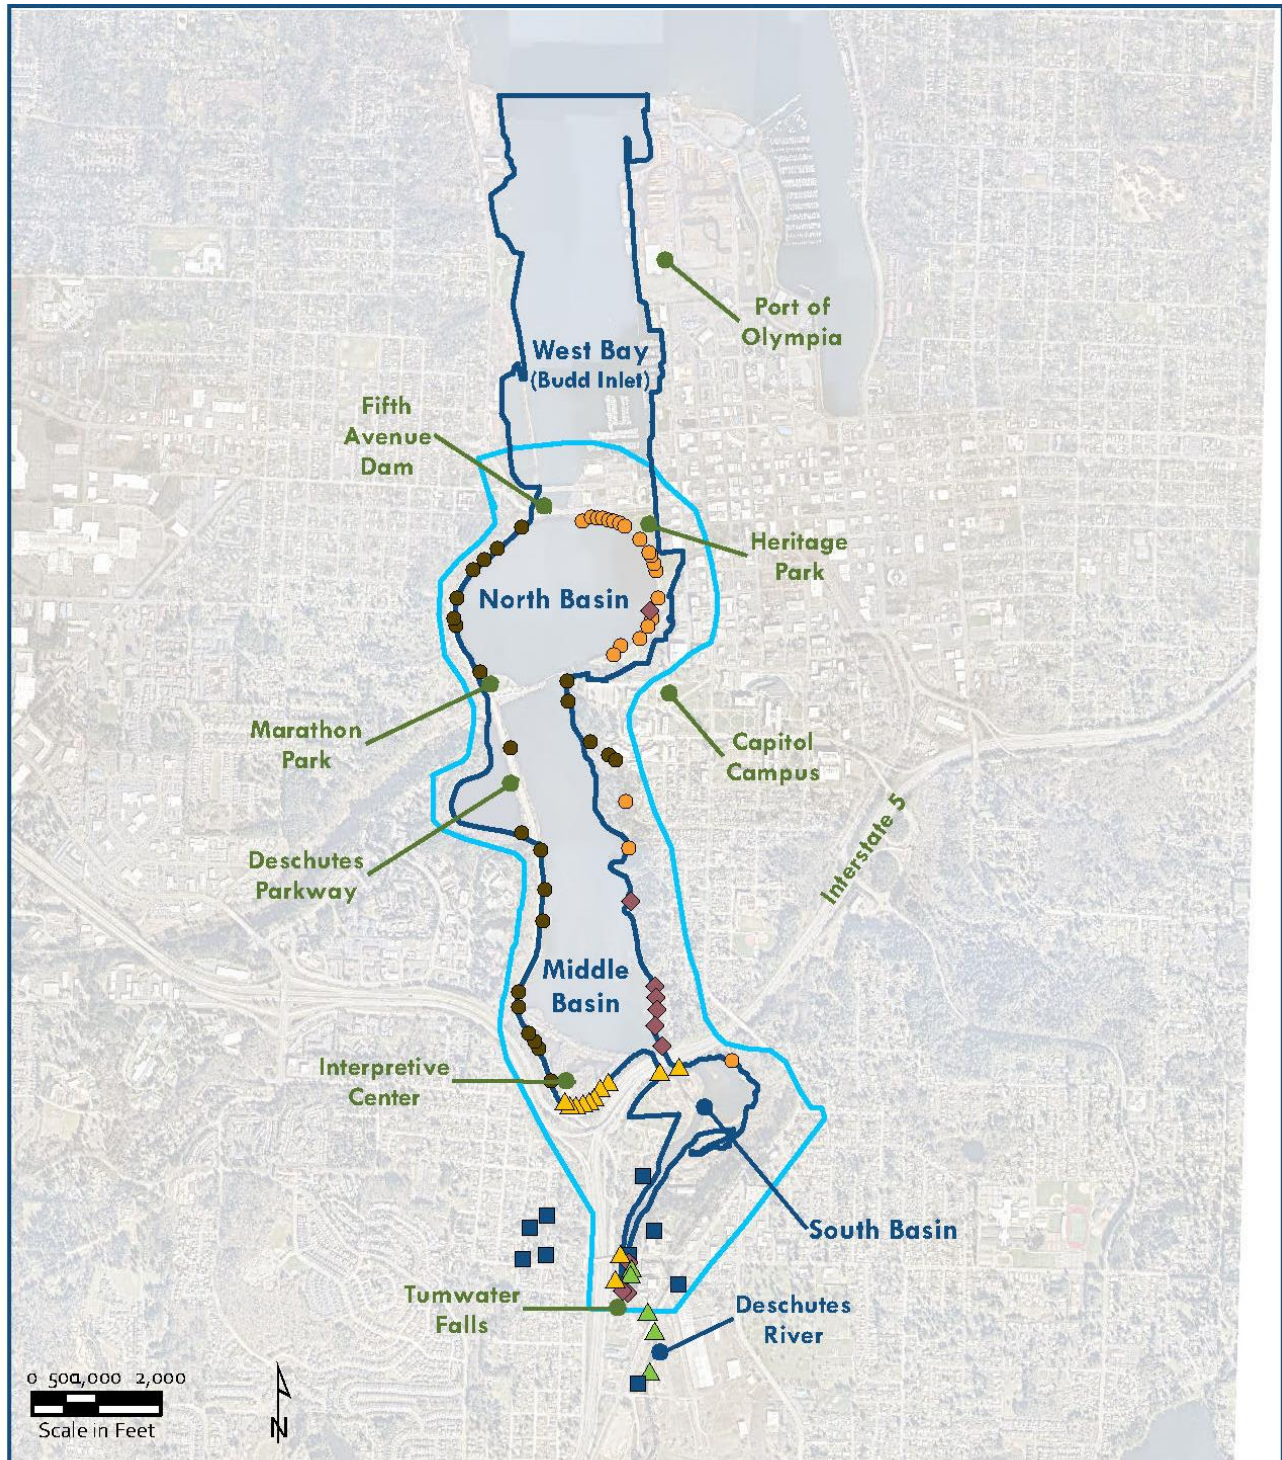 Port of
Olympia
West Bay
(Budd Inlet)
Fifth
Avenue
Dam
Heritage
Park
North Basin
Marathon
Park
Capitol
Campus
Interstate 5
Deschutes
Parkway
Middle
Basin
Interpretive
Center
South Basin
Tumwater
Falls
Deschutes
River
0 500 1,000 2,000
Scale in Feet
N